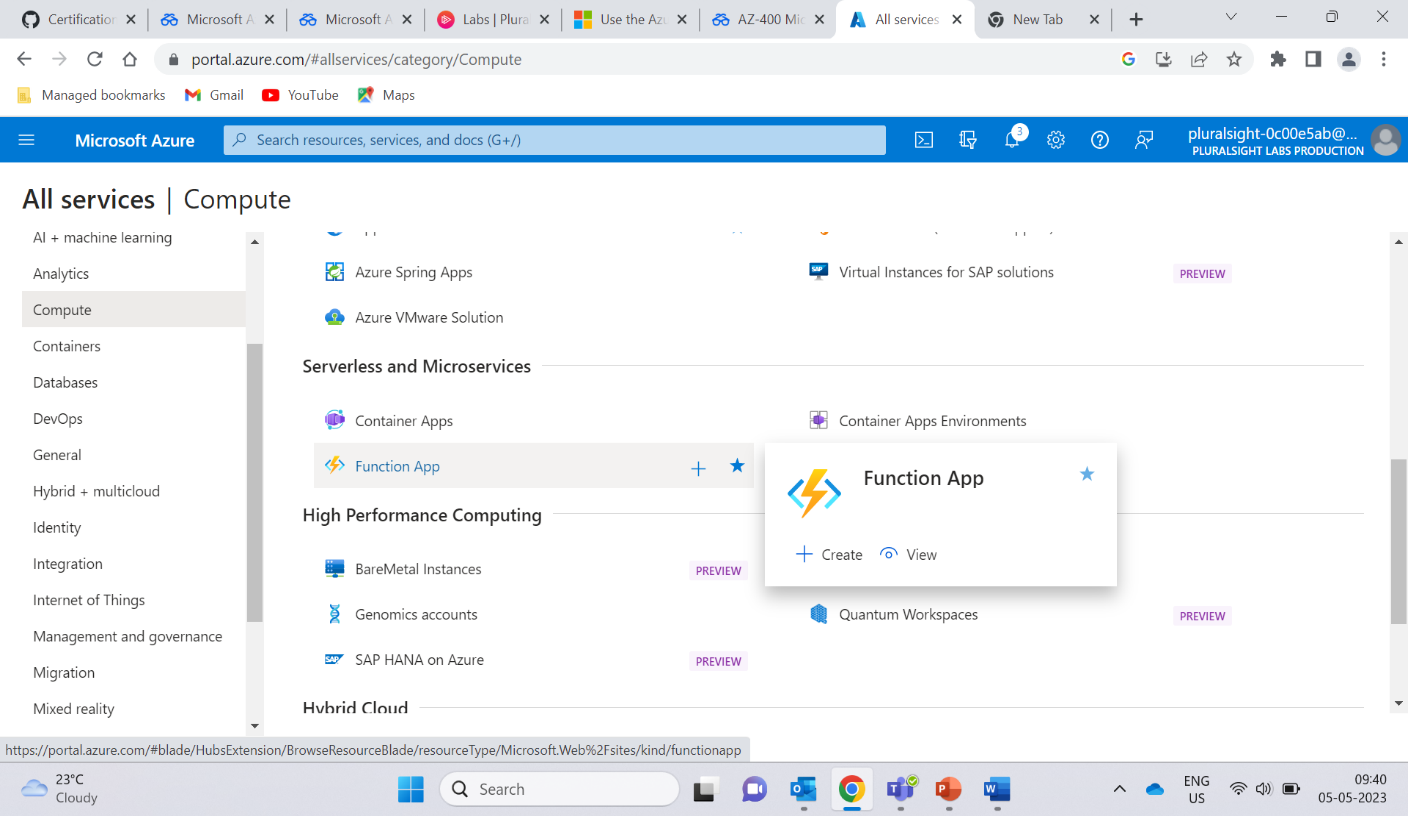 Certification
Microsoft A
Microsoft A
Labs | Plura
Use the Azu
AZ-400 Mic
All services
New Tab
portal.azure.com/#allservices/category/Compute
Managed bookmarks
Gmail
YouTube
Maps
Microsoft Azure
Search resources, services, and docs (G+/)
3
pluralsight-0c00e5ab@...
PLURALSIGHT LABS PRODUCTION
All services | Compute
AI + machine learning
Analytics
Compute
Containers
Databases
DevOps
General
Hybrid + multicloud
Identity
Integration
Internet of Things
Management and governance
Migration
Mixed reality
Azure Spring Apps
Virtual Instances for SAP solutions
PREVIEW
Azure VMware Solution
Serverless and Microservices
Container Apps
Container Apps Environments
Function App
Function App
Create
View
High Performance Computing
BareMetal Instances
PREVIEW
Genomics accounts
Quantum Workspaces
PREVIEW
SAP HANA on Azure
PREVIEW
Hybrid Cloud
https://portal.azure.com/#blade/HubsExtension/BrowseResourceBlade/resourceType/Microsoft.Web%2Fsites/kind/functionapp
23°C
Cloudy
Search
ENG
US
09:40
05-05-2023